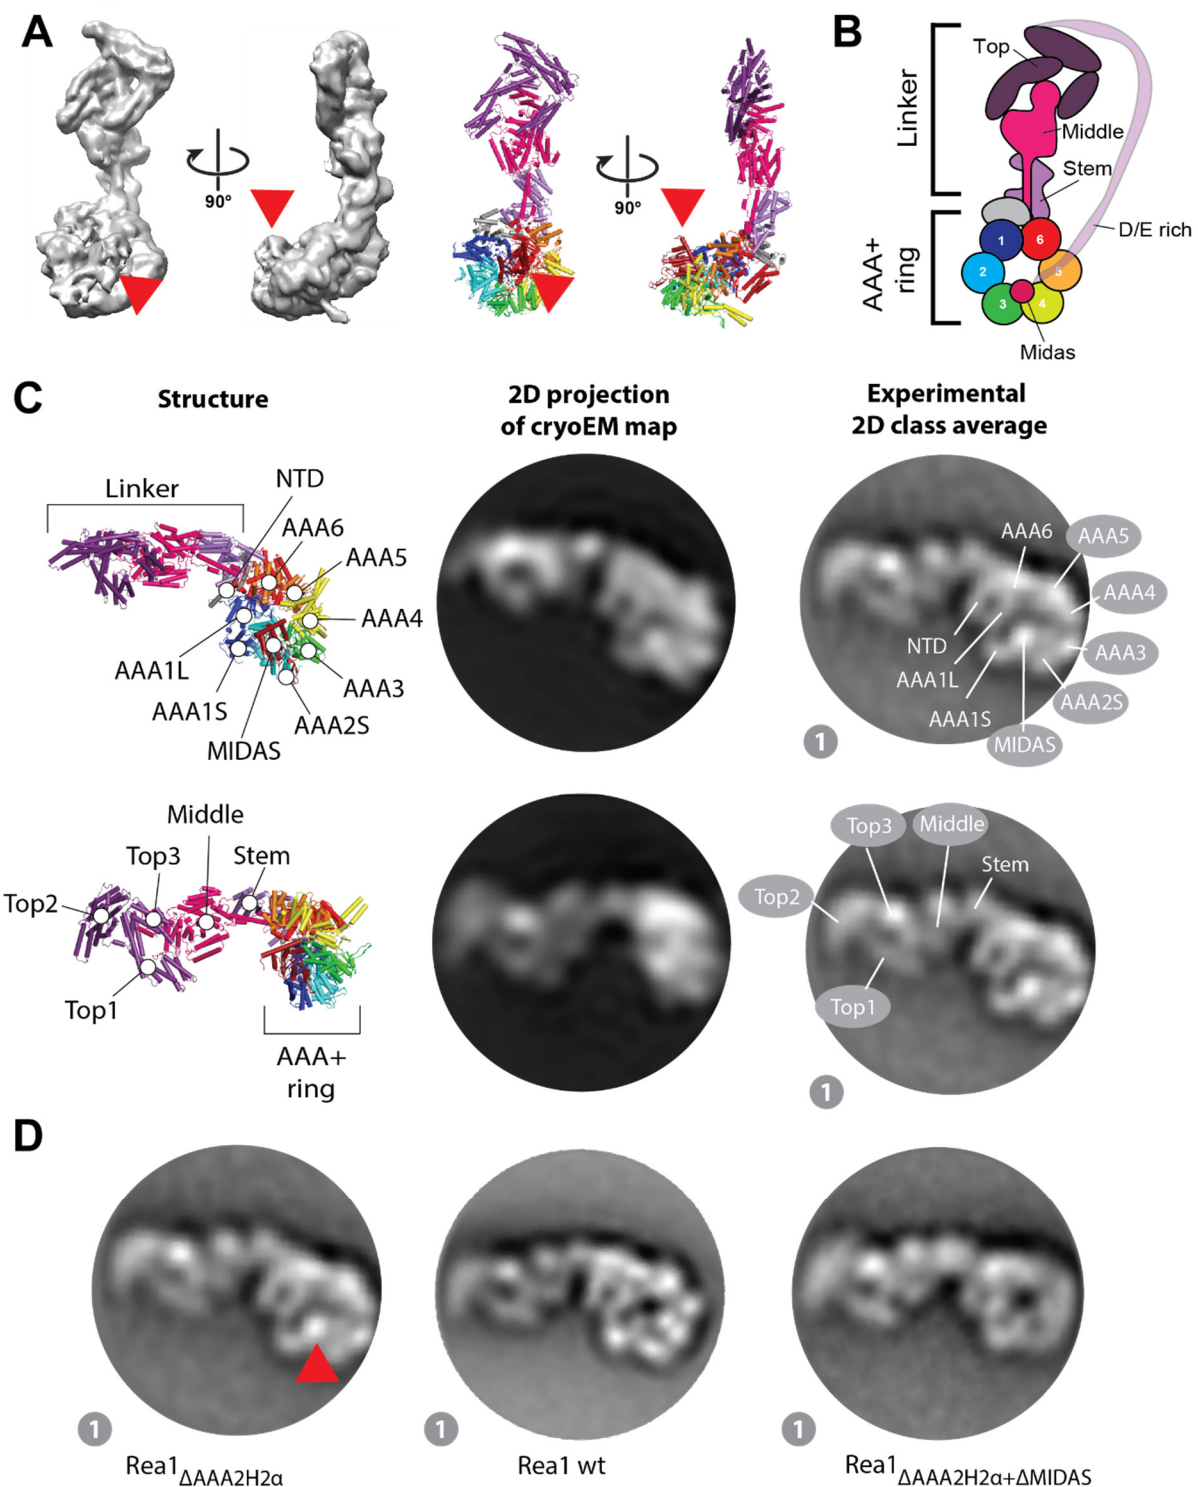 A
90°
90°
B
Linker
AAA+
ring
Top
Middle
Stem
D/E rich
1
6
2
5
3
4
Midas
C
Structure
2D projection
of cryoEM map
Experimental
2D class average
Linker
NTD
AAA6
AAA5
AAA4
AAA3
AAA2S
MIDAS
AAA1S
AAA1L
AAA6
AAA5
AAA4
AAA3
AAA2S
MIDAS
AAA1S
AAA1L
NTD
1
Middle
Top3
Stem
Top2
Top1
AAA+
ring
Top3
Middle
Stem
Top2
Top1
1
D
1
1
1
Rea1ΔAAA2H2α
Rea1 wt
Rea1ΔAAA2H2α+ΔMIDAS